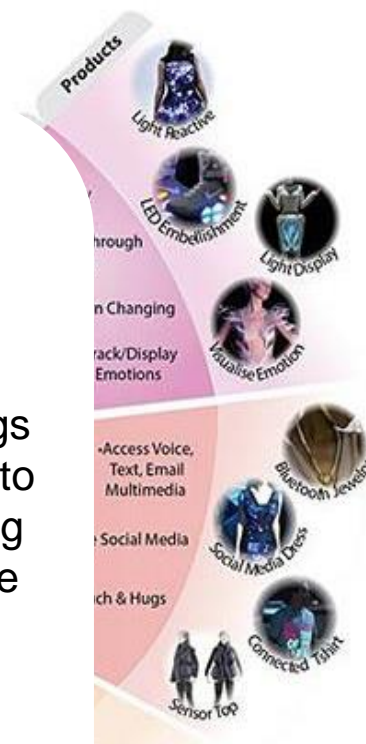 Products
Light Reactive
LED Embellishment
Light Display
hrough
n Changing
Visualise Emotion
rack/Display
Emotions
gs
to
g
e
•Access Voice,
Text, Email
Multimedia
Bluetooth Jewelry
Social Media
Social Media Dress
ch & Hugs
Connected Tshirt
Sensor Top